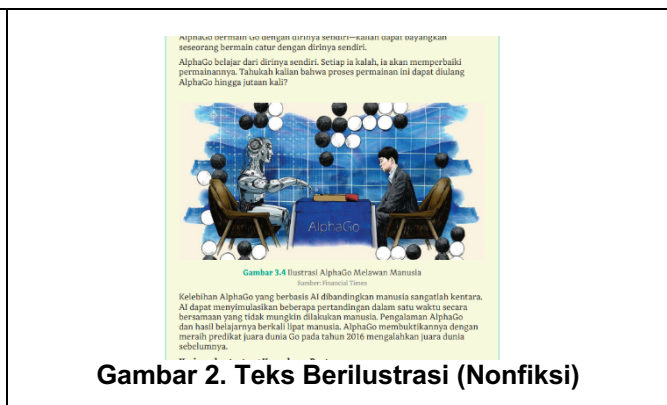 AlphaGo bermain Go dengan dirinya sendiri—kalian dapat bayangkan
seseorang bermain catur dengan dirinya sendiri.
AlphaGo belajar dari dirinya sendiri. Setiap ia kalah, ia akan memperbaiki
permainannya. Tahukah kalian bahwa proses permainan ini dapat diulang
AlphaGo hingga jutaan kali?
AlphaGo
Gambar 3.4 Ilustrasi AlphaGo Melawan Manusia
Sumber: Financial Times
Kelebihan AlphaGo yang berbasis AI dibandingkan manusia sangatlah kentara.
AI dapat menyimulasikan beberapa pertandingan dalam satu waktu secara
bersamaan yang tidak mungkin dilakukan manusia. Pengalaman AlphaGo
dan hasil belajarnya berkali lipat manusia. AlphaGo membuktikannya dengan
meraih predikat juara dunia Go pada tahun 2016 mengalahkan juara dunia
sebelumnya.
Gambar 2. Teks Berilustrasi (Nonfiksi)